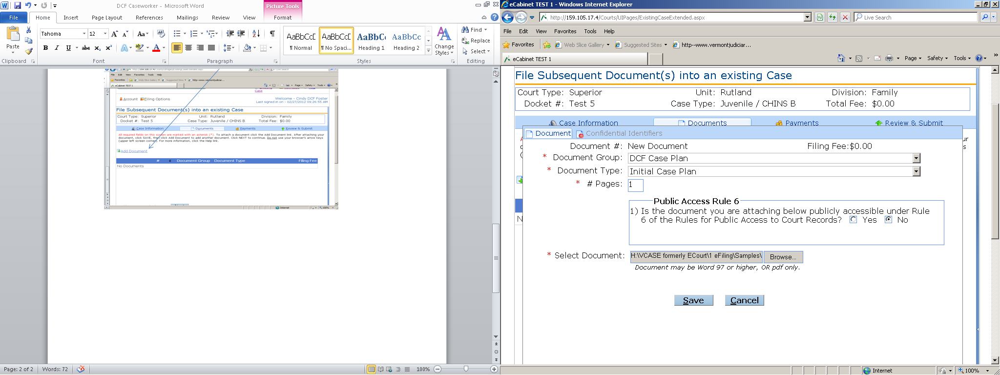 DCF Caseworker - Microsoft Word
Picture Tools
File Home Insert Page Layout References Mailings Review View Format
Paste
Tahoma 12
AaBbCcD AaBbCcD AaBbCc AaBbCc
¶ Normal ¶ No Spaci... Heading 1 Heading 2
Change Styles
Find
Replace
Select
Clipboard Font Paragraph Styles Editing
eCabinet TEST 1
Case
Account Filing Options
Welcome - Cindy DCF Foster
Last signed in on - 02/27/2012 09:26:55 AM
File Subsequent Document(s) into an existing Case
Court Type: Superior Unit: Rutland Division: Family
Docket #: Test 5 Case Type: Juvenile / CHINS B Total Fee: $0.00
Case Information Documents Payments Review & Submit
All required fields on this screen are marked with an asterisk (*). To attach a document click the Add Document link. After attaching your
document, click SAVE, then click Add Document to add another document. Click NEXT to continue. Do not use your browser's arrow keys
(upper left screen corner). For more information, click the Help link.
Add Document
# Document Group Document Type Filing Fee
No Documents
Internet 100%
Page: 2 of 2 Words: 72 100%
eCabinet TEST 1 - Windows Internet Explorer
http://159.105.17.4/Courts/UIPages/ExistingCaseExtended.aspx Live Search
File Edit View Favorites Tools Help
Favorites Web Slice Gallery Suggested Sites http--www.vermontjudiciar...
eCabinet TEST 1 Page Safety Tools
File Subsequent Document(s) into an existing Case
Court Type: Superior Unit: Rutland Division: Family
Docket #: Test 5 Case Type: Juvenile / CHINS B Total Fee: $0.00
Case Information Documents Payments Review & Submit
Document Confidential Identifiers
Document #: New Document Filing Fee:$0.00
* Document Group: DCF Case Plan
* Document Type: Initial Case Plan
* # Pages: 1
Public Access Rule 6
1) Is the document you are attaching below publicly accessible under Rule
6 of the Rules for Public Access to Court Records? Yes No
* Select Document: H:\VCASE formerly ECourt\1 eFiling\Samples\ Browse...
Document may be Word 97 or higher, OR pdf only.
Save Cancel
Internet 100%